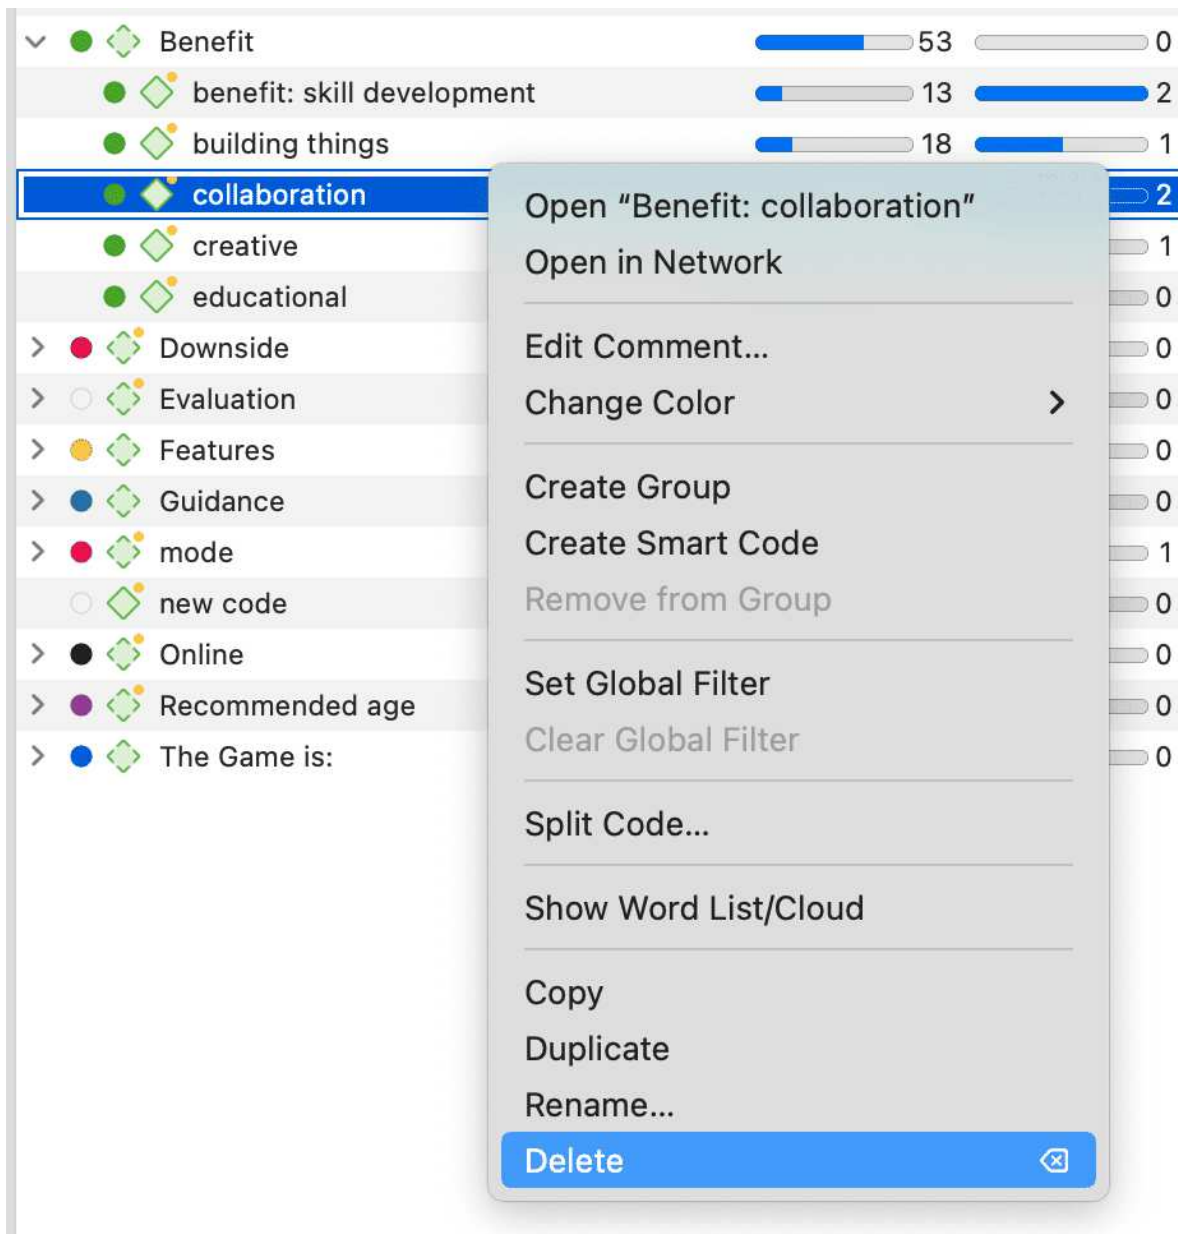 Benefit 53 0
benefit: skill development 13 2
building things 18 1
collaboration 2
creative 1
educational 0
Downside 0
Evaluation 0
Features 0
Guidance 0
mode 1
new code 0
Online 0
Recommended age 0
The Game is: 0
Open “Benefit: collaboration”
Open in Network
Edit Comment...
Change Color
Create Group
Create Smart Code
Remove from Group
Set Global Filter
Clear Global Filter
Split Code...
Show Word List/Cloud
Copy
Duplicate
Rename...
Delete